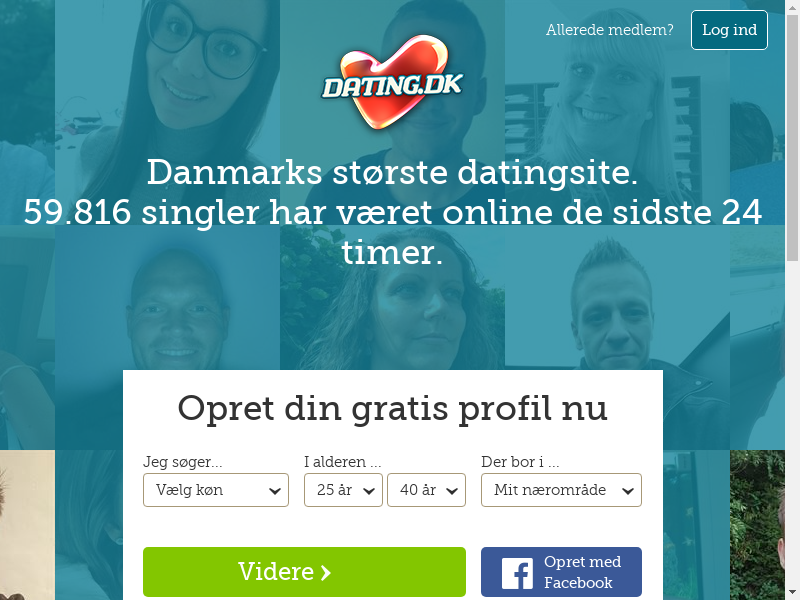 Allerede medlem?
Log ind
DATING.DK
Danmarks største datingsite.
59.816 singler har været online de sidste 24
timer.
Opret din gratis profil nu
Jeg søger...
I alderen ...
Der bor i ...
Vælg køn
25 år
40 år
Mit nærområde
Videre
Opret med
Facebook